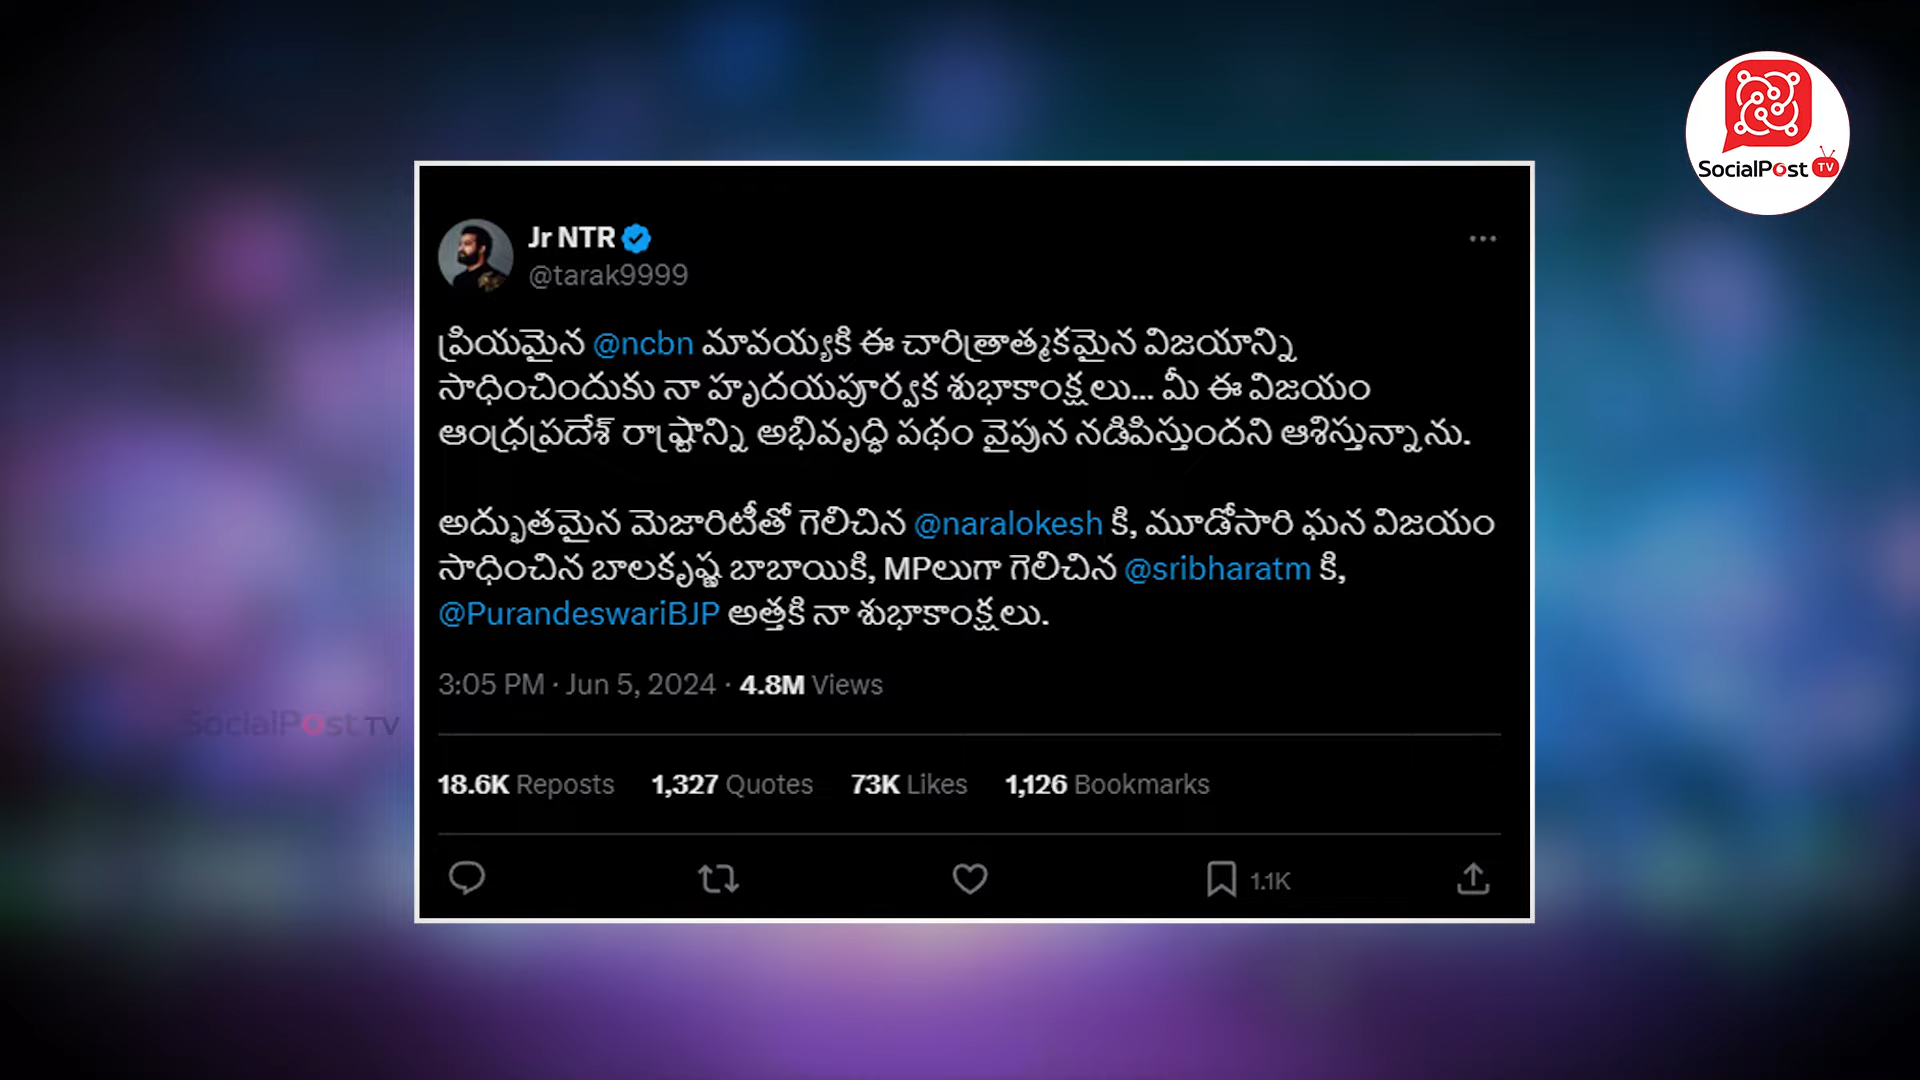 SocialPost TV
Jr NTR
@tarak9999
ప్రియమైన @ncbn మావయ్యకి ఈ చారిత్రాత్మకమైన విజయాన్ని
సాధించిందుకు నా హృదయపూర్వక శుభాకాంక్షలు... మీ ఈ విజయం
ఆంధ్రప్రదేశ్ రాష్ట్రాన్ని అభివృద్ధి పథం వైపున నడిపిస్తుందని ఆశిస్తున్నాను.
అద్భుతమైన మెజారిటీతో గెలిచిన @naralokesh కి, మూడోసారి ఘన విజయం
సాధించిన బాలకృష్ణ బాబాయికి, MPలుగా గెలిచిన @sribharatm కి,
@PurandeswariBJP అత్తకి నా శుభాకాంక్షలు.
3:05 PM · Jun 5, 2024 · 4.8M Views
SocialPost TV
18.6K Reposts 1,327 Quotes 73K Likes 1,126 Bookmarks
1.1K